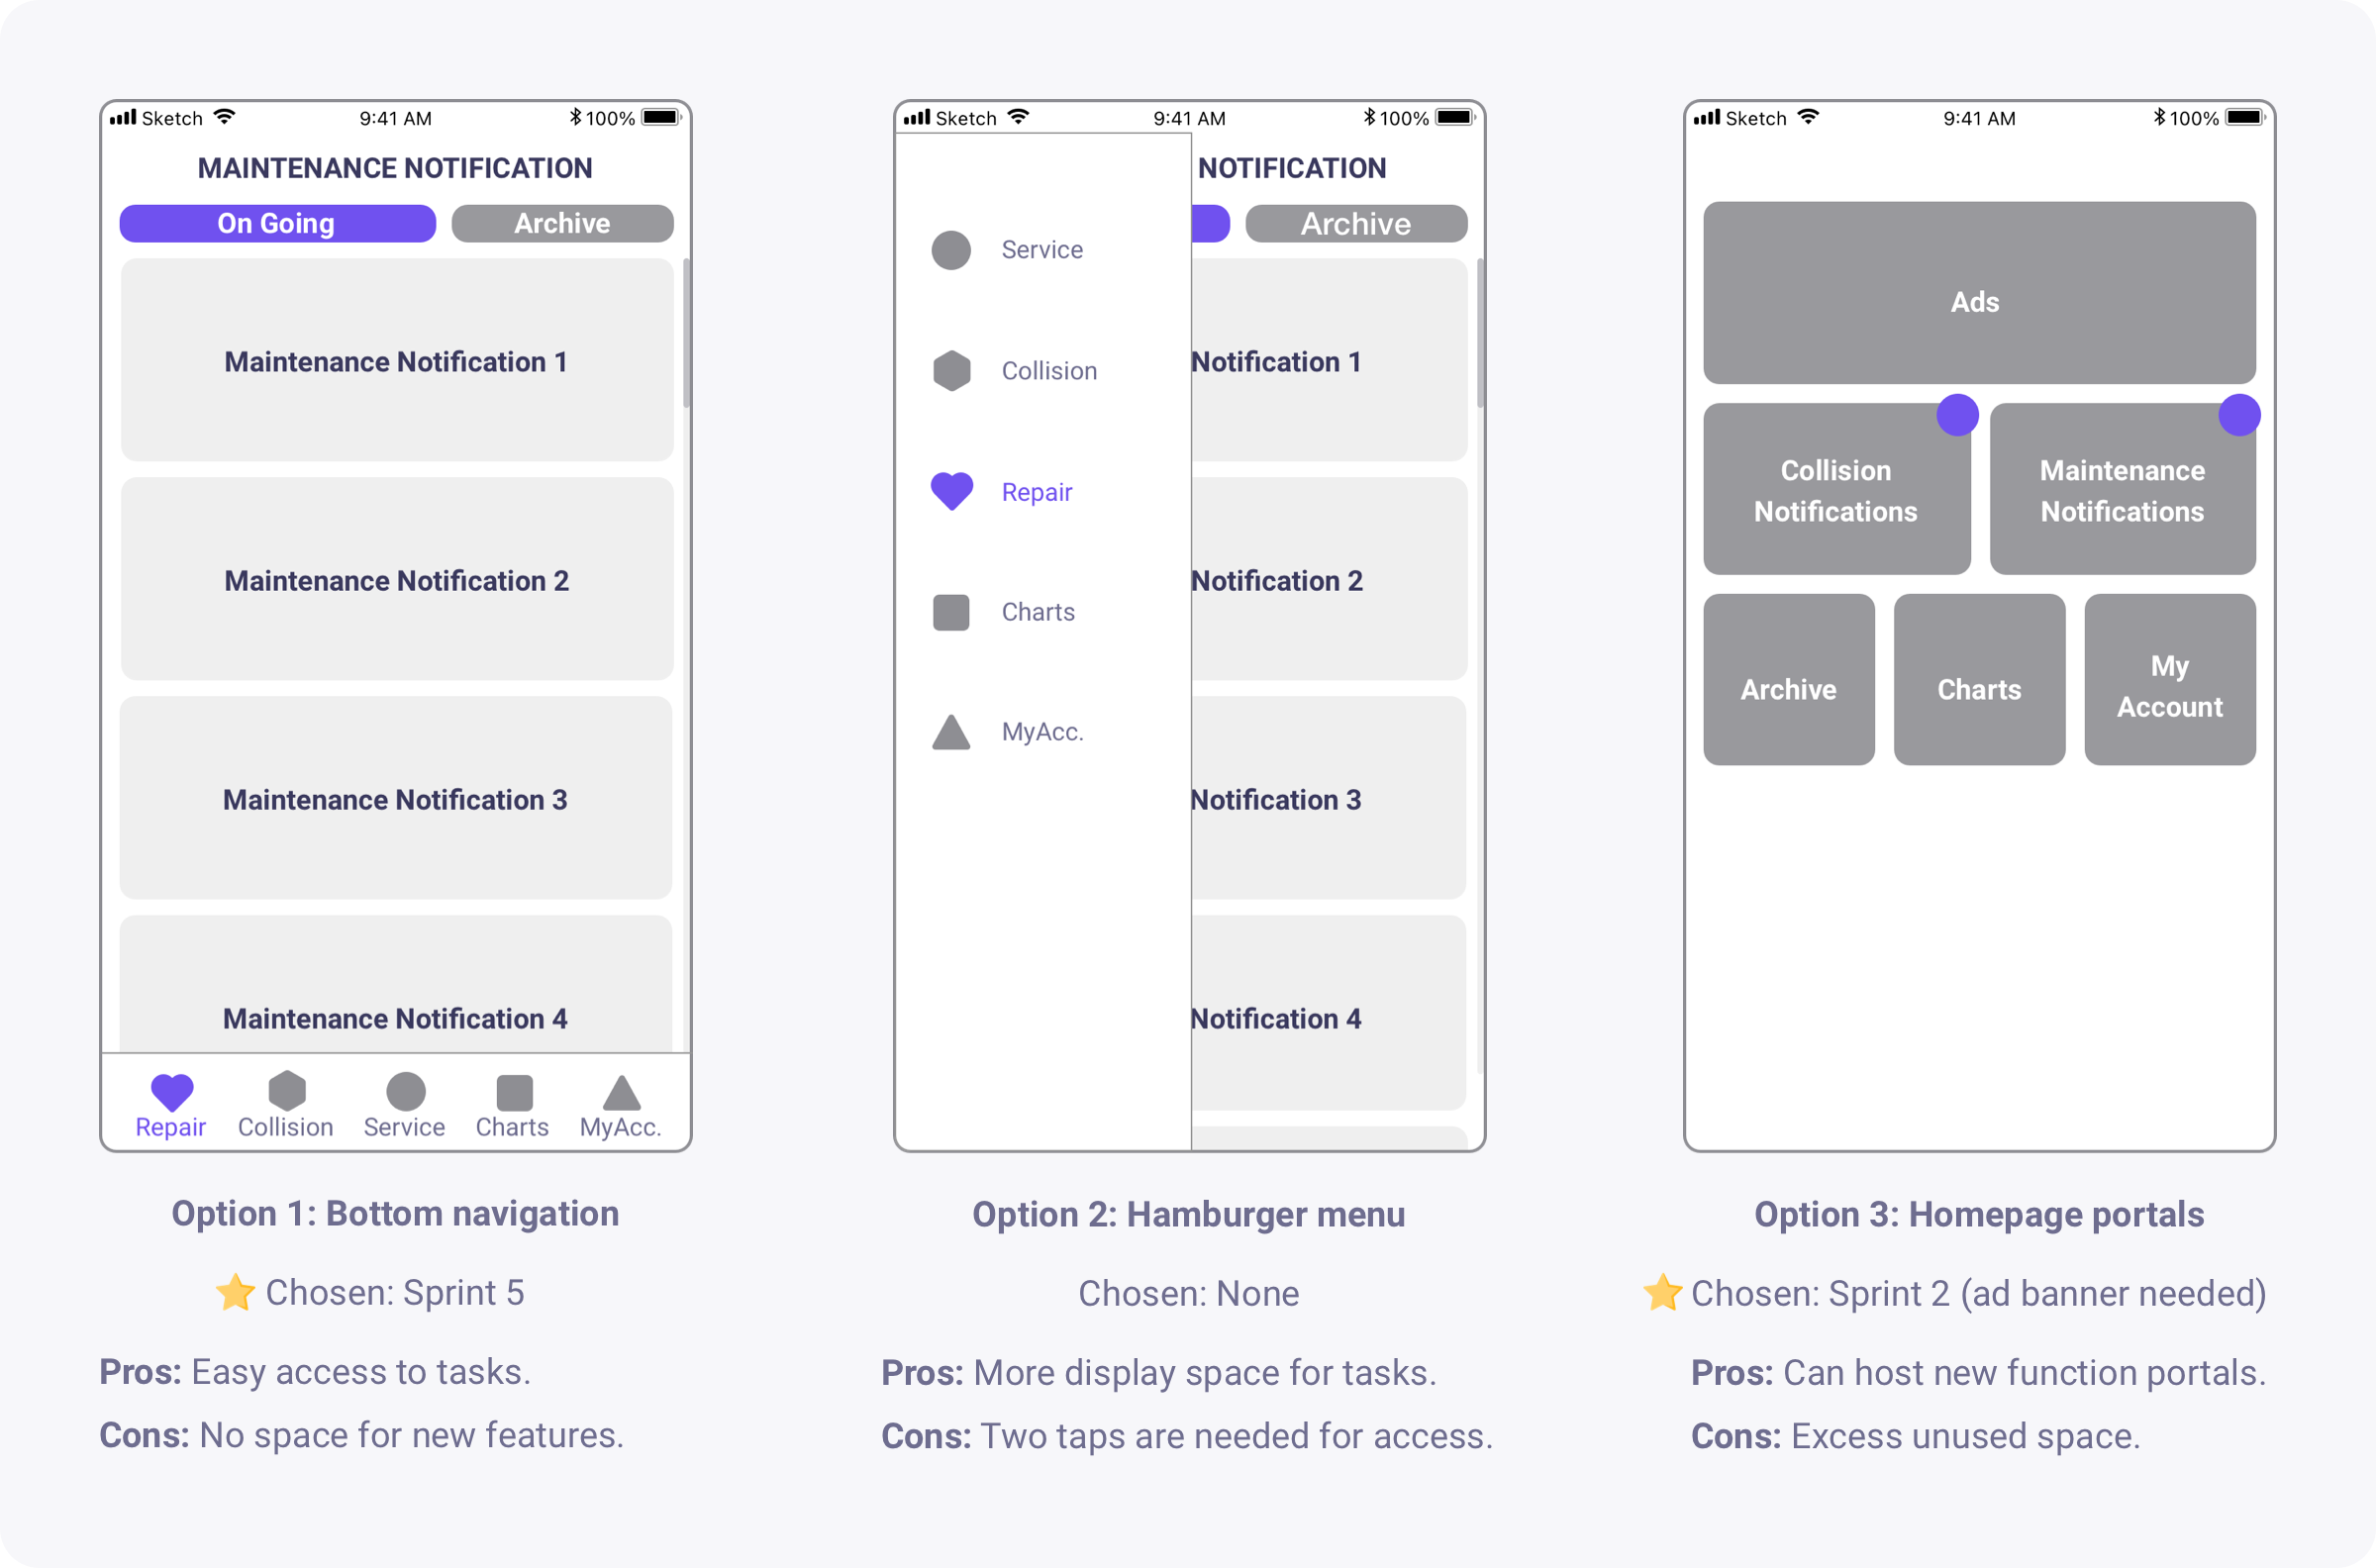 Sketch 9:41 AM 100%
MAINTENANCE NOTIFICATION
On Going Archive
Maintenance Notification 1
Maintenance Notification 2
Maintenance Notification 3
Maintenance Notification 4
Repair Collision Service Charts MyAcc.
Option 1: Bottom navigation
Chosen: Sprint 5
Pros: Easy access to tasks.
Cons: No space for new features.
Sketch 9:41 AM 100%
NOTIFICATION
Archive
Service
Notification 1
Collision
Repair
Notification 2
Charts
MyAcc.
Notification 3
Notification 4
Option 2: Hamburger menu
Chosen: None
Pros: More display space for tasks.
Cons: Two taps are needed for access.
Sketch 9:41 AM 100%
Ads
Collision
Notifications
Maintenance
Notifications
Archive
Charts
My
Account
Option 3: Homepage portals
Chosen: Sprint 2 (ad banner needed)
Pros: Can host new function portals.
Cons: Excess unused space.